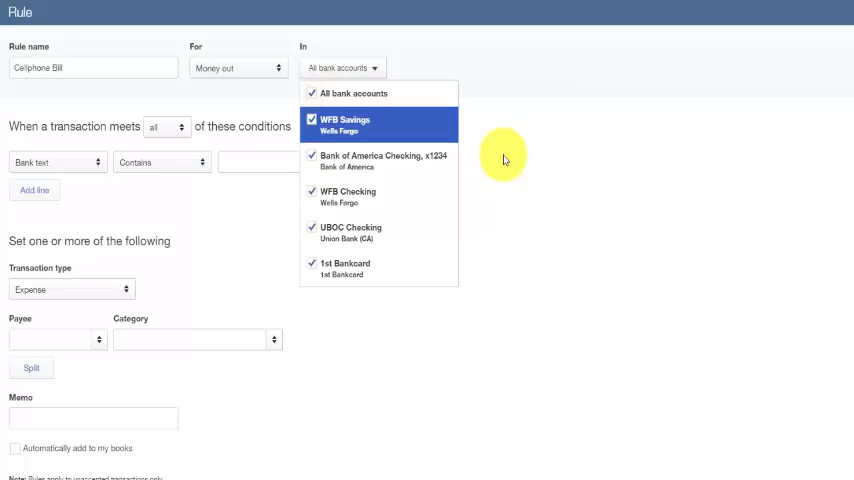 Rule
Rule name
For
In
Cellphone Bill
Money out
All bank accounts
All bank accounts
WFB Savings
Wells Fargo
When a transaction meets all of these conditions
Bank text
Contains
Bank of America Checking, x1234
Bank of America
Add line
WFB Checking
Wells Fargo
UBOC Checking
Union Bank (CA)
Set one or more of the following
Transaction type
1st Bankcard
1st Bankcard
Expense
Payee
Category
Split
Memo
Automatically add to my books
Note: Rules apply to unaccepted transactions only